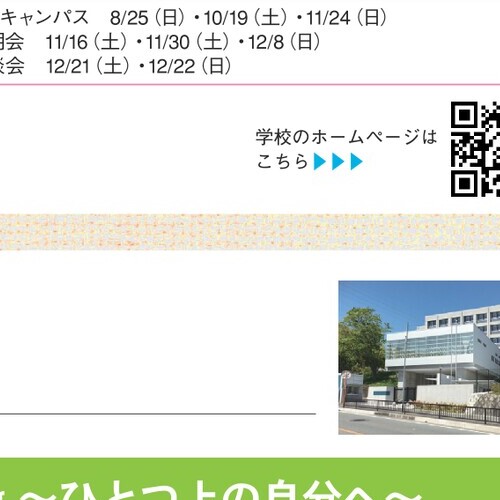 キャンパス 8/25（日）・10/19（土）・11/24（日）
明会 11/16（土）・11/30（土）・12/8（日）
談会 12/21（土）・12/22（日）
学校のホームページは
こちら▶▶▶
～ひとつ上の自分へ～